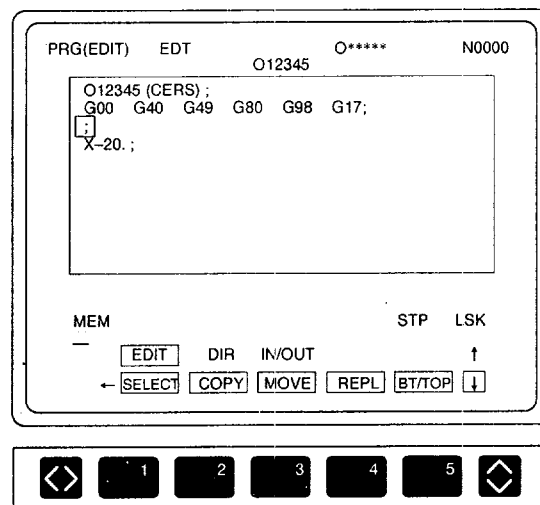 PRG(EDIT) EDT O***** N0000
O12345
O12345 (CERS) ;
G00 G40 G49 G80 G98 G17;
;
X–20. ;
MEM STP LSK
EDIT DIR IN/OUT ↑
← SELECT COPY MOVE REPL BT/TOP ↓
1 2 3 4 5